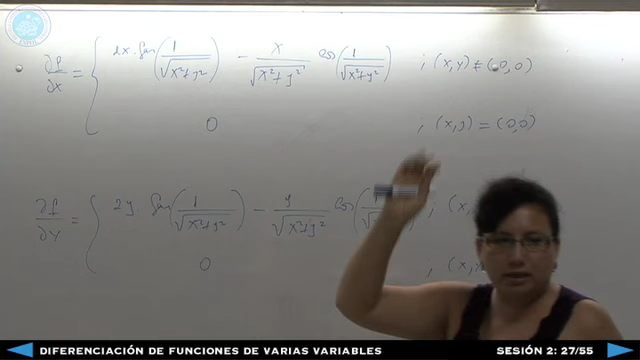 ∂f/∂x = { 2x · sen(1/√(x²+y²)) − x/√(x²+y²) cos(1/√(x²+y²)) ; (x,y) ≠ (0,0)
0 ; (x,y) = (0,0)
∂f/∂y = { 2y sen(1/√(x²+y²)) − y/√(x²+y²) cos( ; (x,
0 , (x,
DIFERENCIACIÓN DE FUNCIONES DE VARIAS VARIABLES
SESIÓN 2: 27/55